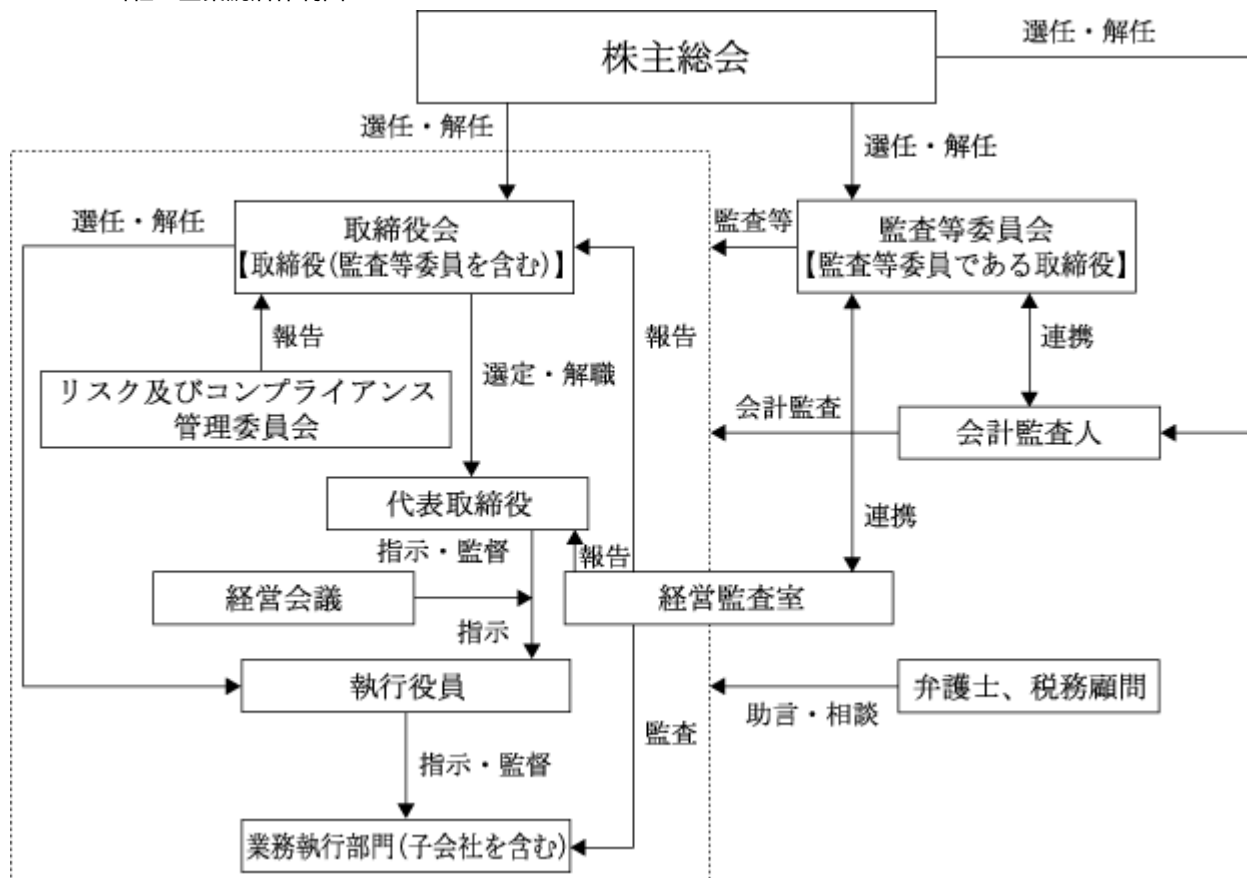 株主総会
選任・解任
選任・解任
選任・解任
選任・解任
取締役会
【取締役(監査等委員を含む)】
監査等
監査等委員会
【監査等委員である取締役】
報告
報告
連携
選定・解職
リスク及びコンプライアンス
管理委員会
会計監査
会計監査人
代表取締役
連携
指示・監督
報告
経営会議
経営監査室
指示
執行役員
弁護士、税務顧問
助言・相談
監査
指示・監督
業務執行部門(子会社を含む)